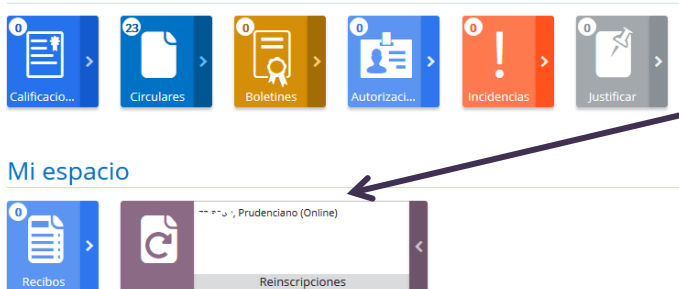 0 23 0 0 0 0
Calificacio... Circulares Boletines Autorizaci... Incidencias Justificar
Mi espacio
0
, Prudenciano (Online)
Recibos Reinscripciones